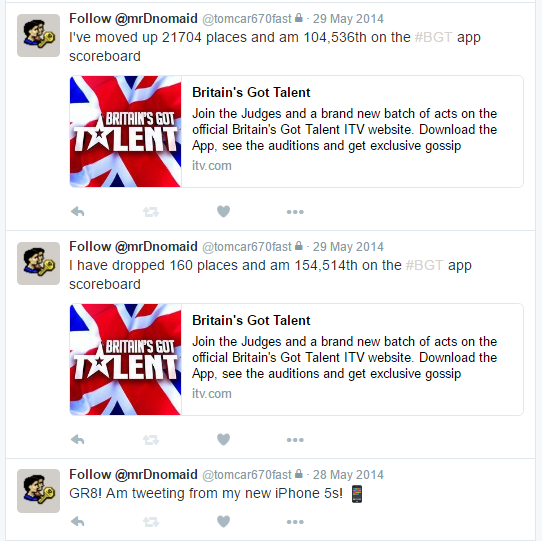 Follow @mrDnomaid @tomcar670fast · 29 May 2014
I've moved up 21704 places and am 104,536th on the #BGT app
scoreboard
BRITAIN'S GOT
TALENT
Britain's Got Talent
Join the Judges and a brand new batch of acts on the
official Britain's Got Talent ITV website. Download the
App, see the auditions and get exclusive gossip
itv.com
Follow @mrDnomaid @tomcar670fast · 29 May 2014
I have dropped 160 places and am 154,514th on the #BGT app
scoreboard
BRITAIN'S GOT
TALENT
Britain's Got Talent
Join the Judges and a brand new batch of acts on the
official Britain's Got Talent ITV website. Download the
App, see the auditions and get exclusive gossip
itv.com
Follow @mrDnomaid @tomcar670fast · 28 May 2014
GR8! Am tweeting from my new iPhone 5s! 📱